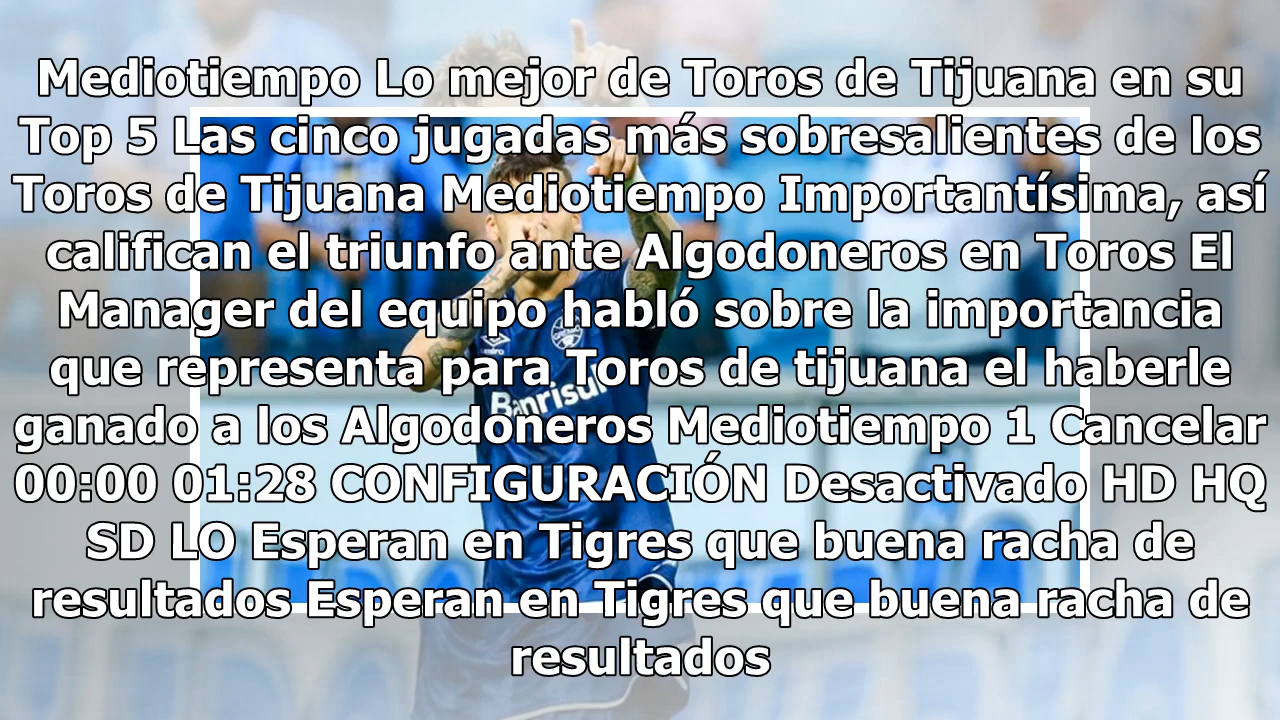 Mediotiempo Lo mejor de Toros de Tijuana en su
Top 5 Las cinco jugadas más sobresalientes de los
Toros de Tijuana Mediotiempo Importantísima, así
califican el triunfo ante Algodoneros en Toros El
Manager del equipo habló sobre la importancia
que representa para Toros de tijuana el haberle
ganado a los Algodoneros Mediotiempo 1 Cancelar
00:00 01:28 CONFIGURACIÓN Desactivado HD HQ
SD LO Esperan en Tigres que buena racha de
resultados Esperan en Tigres que buena racha de
resultados
umbro
Banrisul